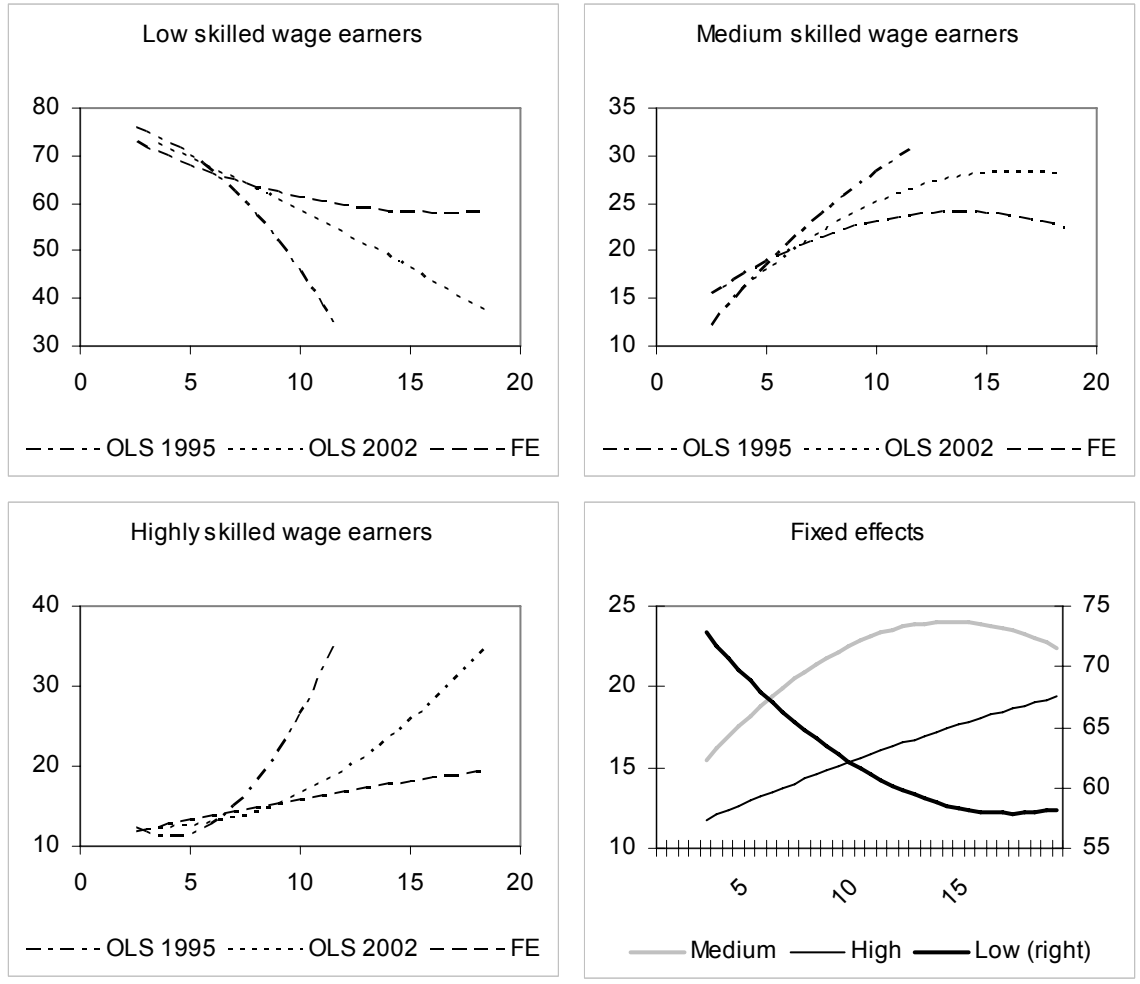 Low skilled wage earners
80
70
60
50
40
30
0 5 10 15 20
OLS 1995 OLS 2002 FE
Medium skilled wage earners
35
30
25
20
15
10
0 5 10 15 20
OLS 1995 OLS 2002 FE
Highly skilled wage earners
40
30
20
10
0 5 10 15 20
OLS 1995 OLS 2002 FE
Fixed effects
25 75
70
20
65
15
60
10 55
5 10 15
Medium High Low (right)